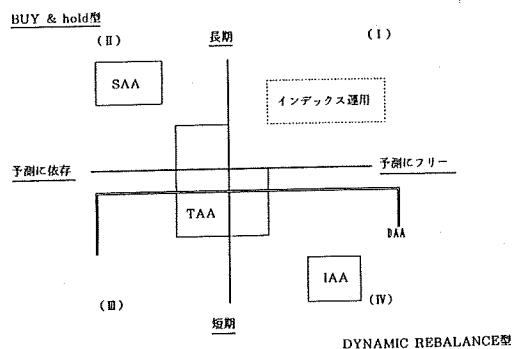 BUY & hold型
(Ⅱ)
長期
(Ⅰ)
SAA
インデックス運用
予測に依存
予測にフリー
TAA
DAA
IAA
(Ⅲ)
(Ⅳ)
短期
DYNAMIC REBALANCE型